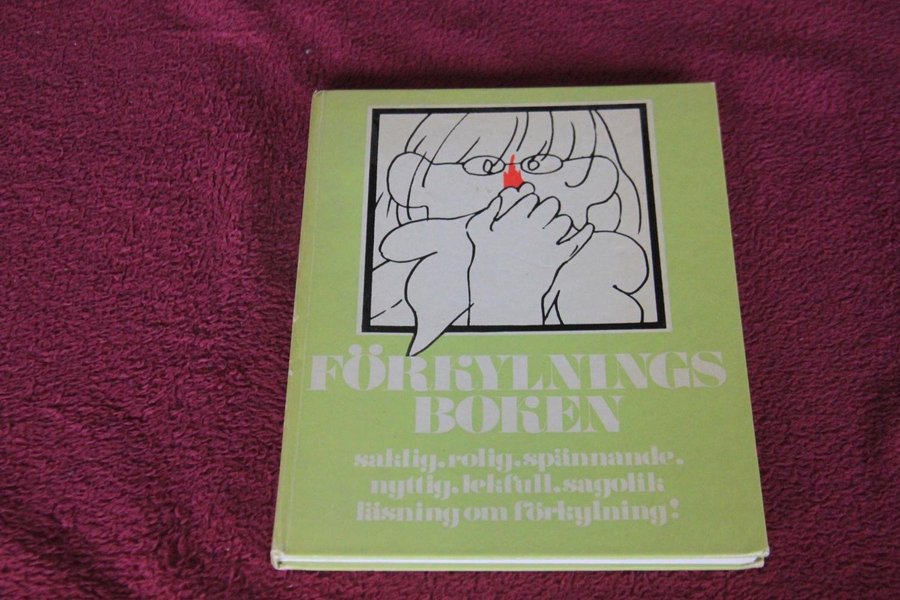 FÖRKYLNINGS
BOKEN
saklig, rolig, spännande,
nyttig, lekfull, sagolik
läsning om förkylning!